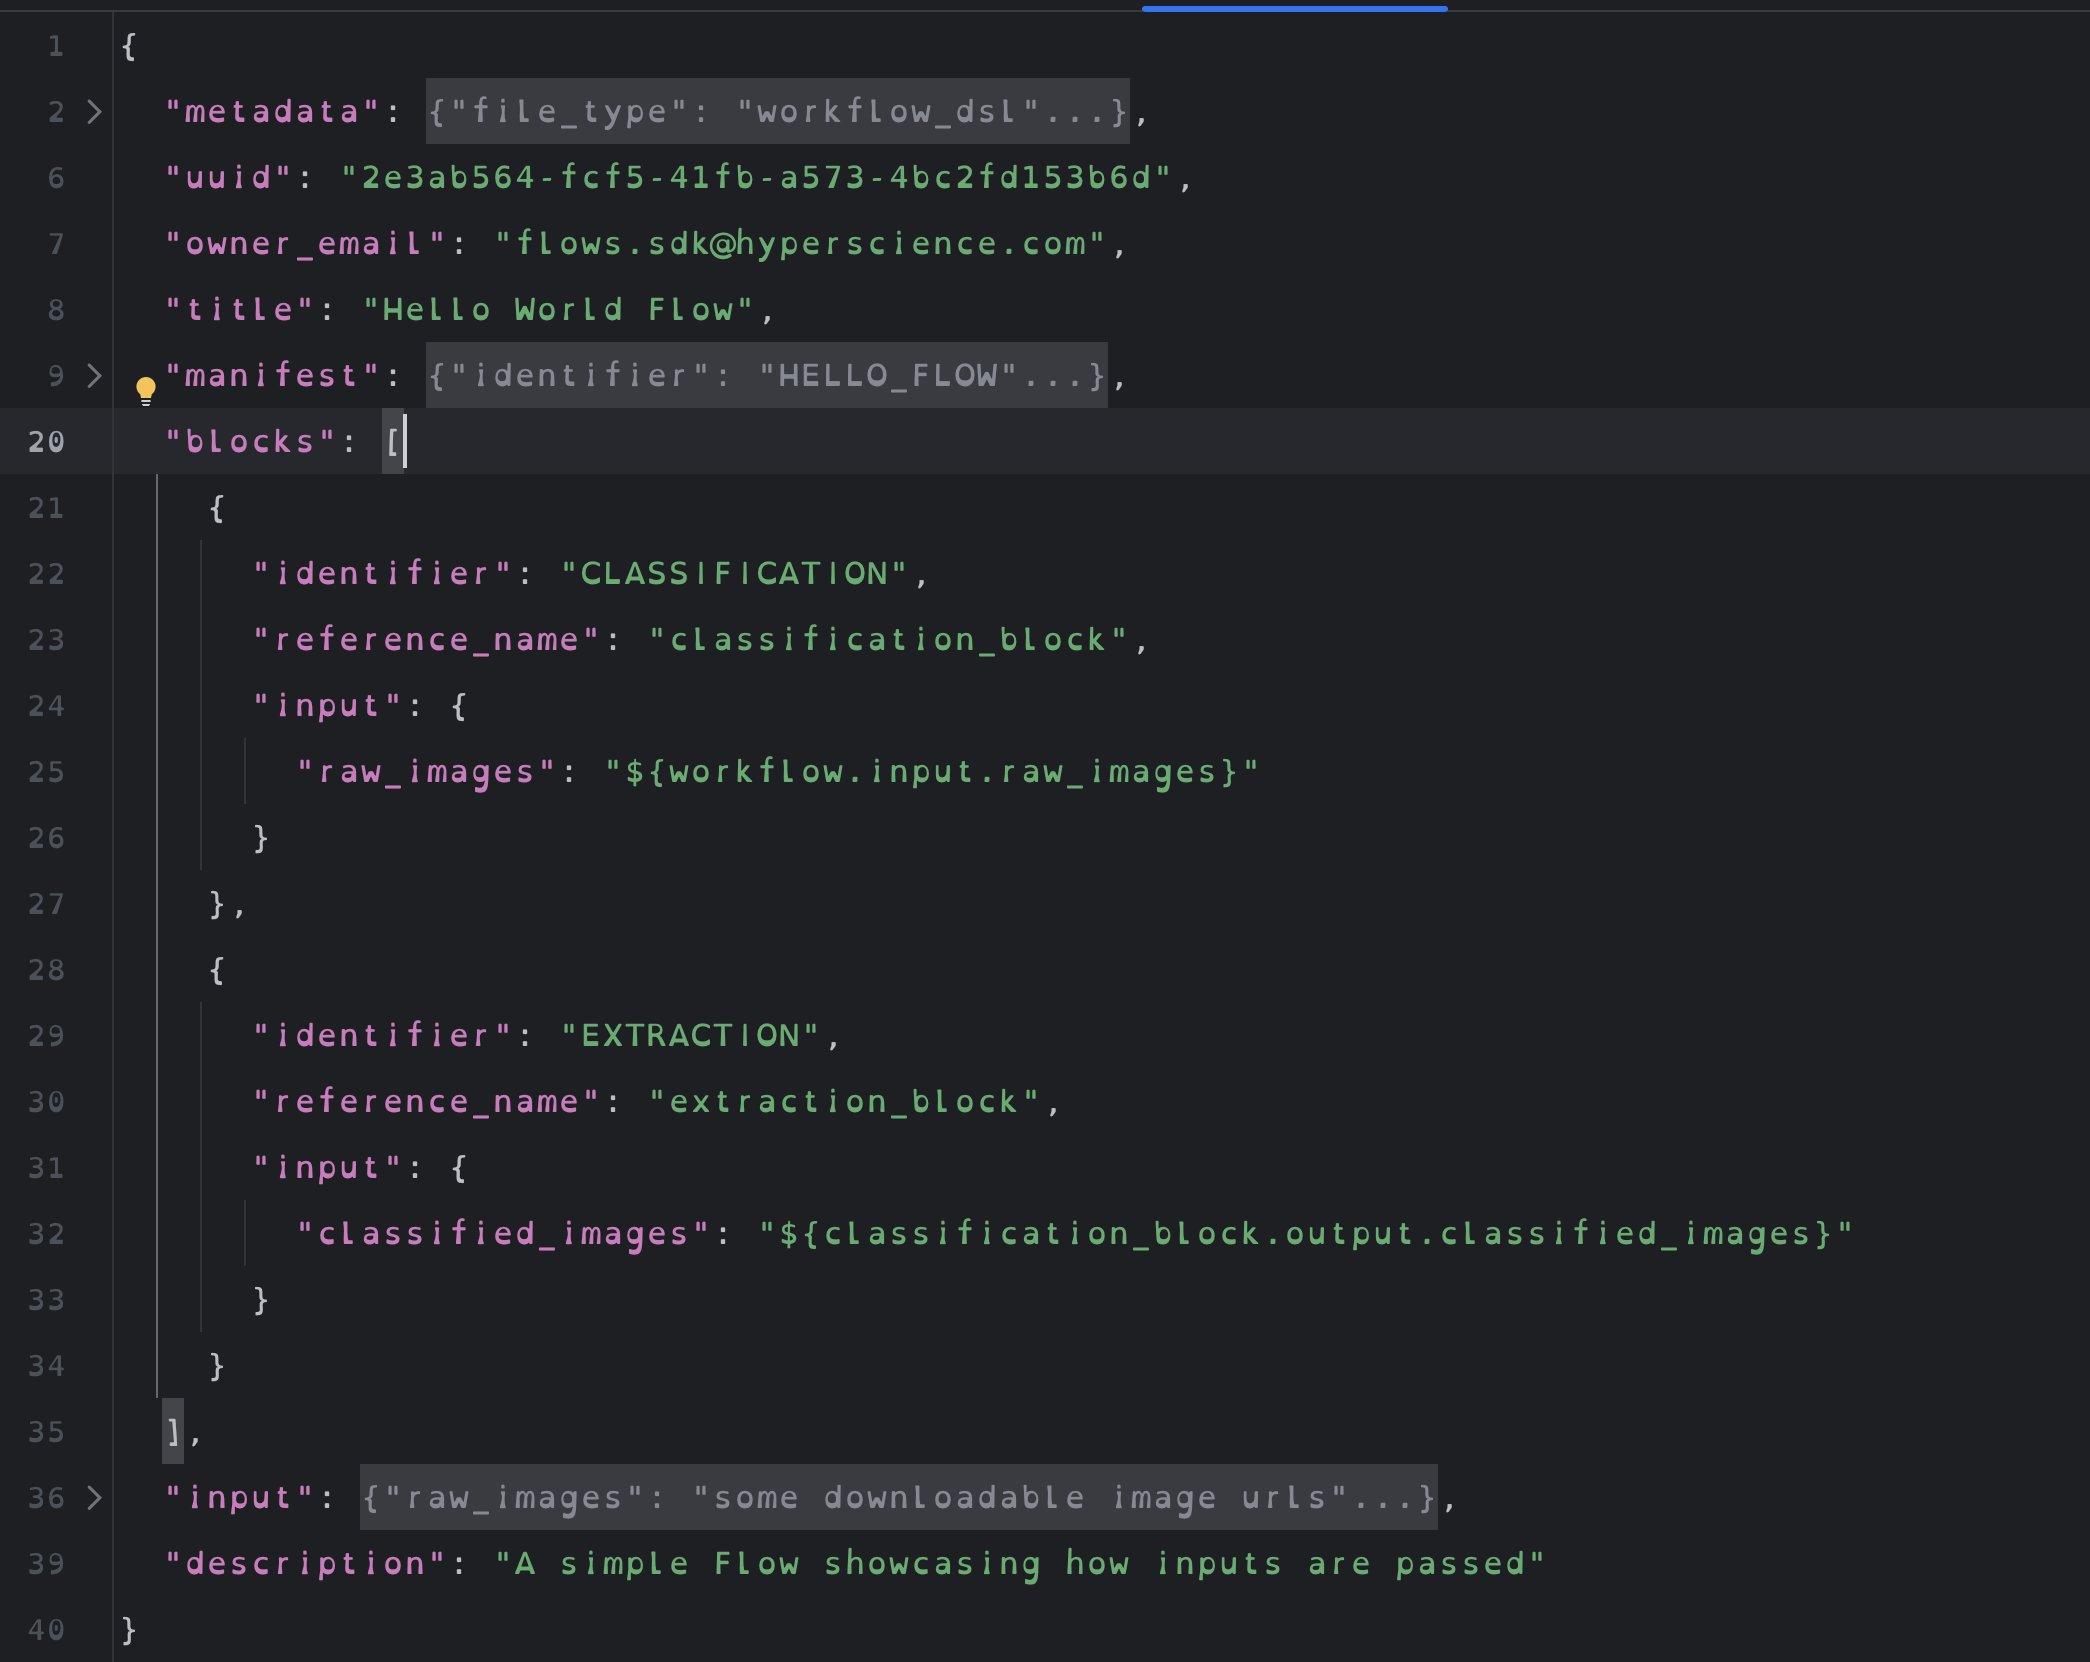 1 {
2 "metadata": {"file_type": "workflow_dsl"...},
6 "uuid": "2e3ab564-fcf5-41fb-a573-4bc2fd153b6d",
7 "owner_email": "flows.sdk@hyperscience.com",
8 "title": "Hello World Flow",
9 "manifest": {"identifier": "HELLO_FLOW"...},
20 "blocks": [
21 {
22 "identifier": "CLASSIFICATION",
23 "reference_name": "classification_block",
24 "input": {
25 "raw_images": "${workflow.input.raw_images}"
26 }
27 },
28 {
29 "identifier": "EXTRACTION",
30 "reference_name": "extraction_block",
31 "input": {
32 "classified_images": "${classification_block.output.classified_images}"
33 }
34 }
35 ],
36 "input": {"raw_images": "some downloadable image urls"...},
39 "description": "A simple Flow showcasing how inputs are passed"
40 }